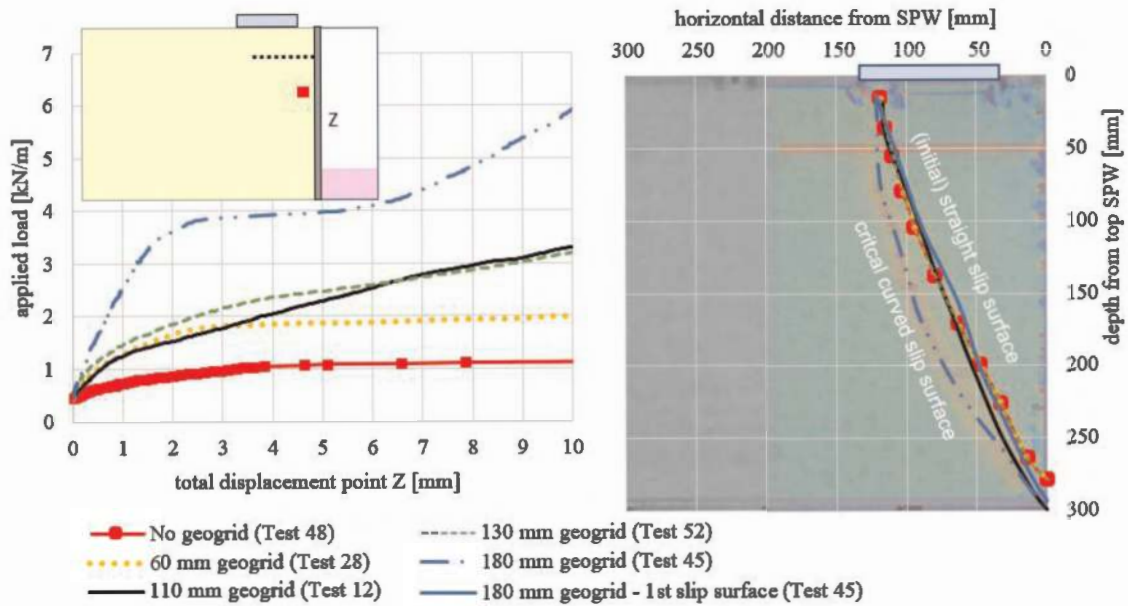 horizontal distance from SPW [mm]
300 250 200 150 100 50 0
7
6
5
4
3
2
1
0
Z
applied load [kN/m]
0 1 2 3 4 5 6 7 8 9 10
total displacement point Z [mm]
0
50
100
150
200
250
300
depth from top SPW [mm]
(initial) straight slip surface
critcal curved slip surface
No geogrid (Test 48)
60 mm geogrid (Test 28)
110 mm geogrid (Test 12)
130 mm geogrid (Test 52)
180 mm geogrid (Test 45)
180 mm geogrid - 1st slip surface (Test 45)